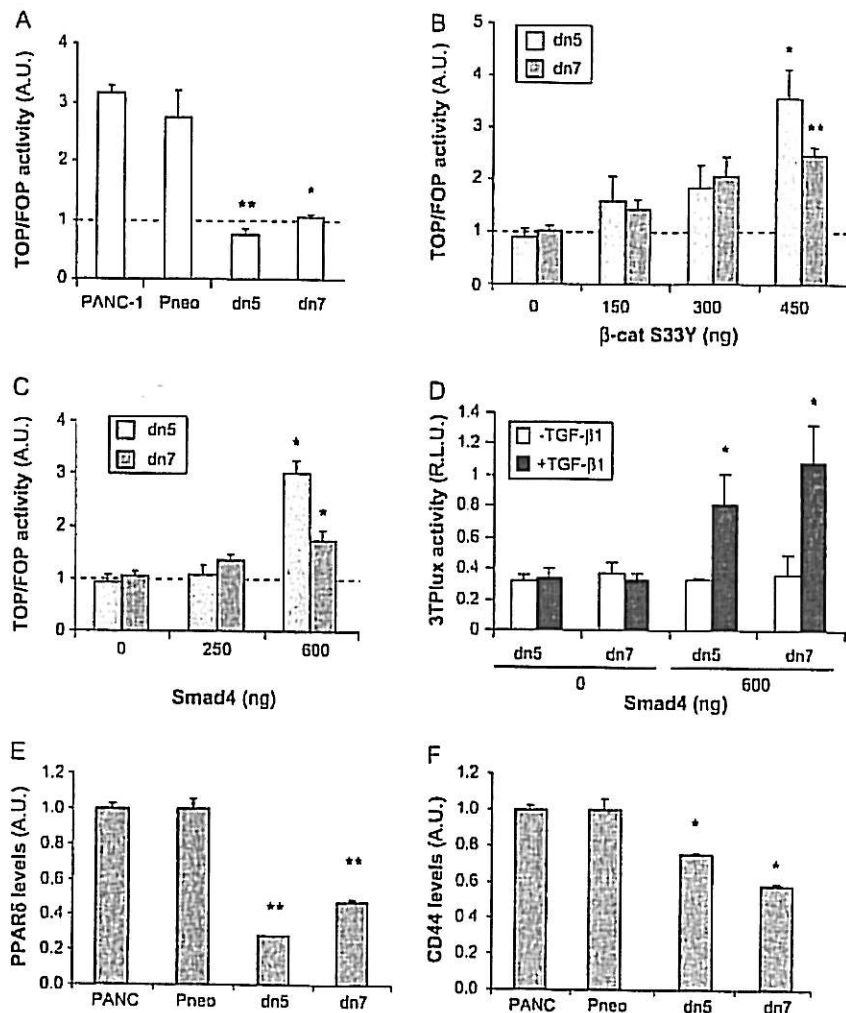 A
TOP/FOP activity (A.U.)
4
3
2
1
0
**
*
PANC-1 Pneo dn5 dn7
B
TOP/FOP activity (A.U.)
5
4
3
2
1
0
dn5
dn7
*
**
0 150 300 450
β-cat S33Y (ng)
C
TOP/FOP activity (A.U.)
4
3
2
1
0
dn5
dn7
*
*
0 250 600
Smad4 (ng)
D
3TPlux activity (R.L.U.)
1.4
1.2
1
0.8
0.6
0.4
0.2
0
-TGF-β1
+TGF-β1
*
*
dn5 dn7 dn5 dn7
0 600
Smad4 (ng)
E
PPARδ levels (A.U.)
1.2
1.0
0.8
0.6
0.4
0.2
0.0
**
**
PANC Pneo dn5 dn7
F
CD44 levels (A.U.)
1.2
1.0
0.8
0.6
0.4
0.2
0.0
*
*
PANC Pneo dn5 dn7